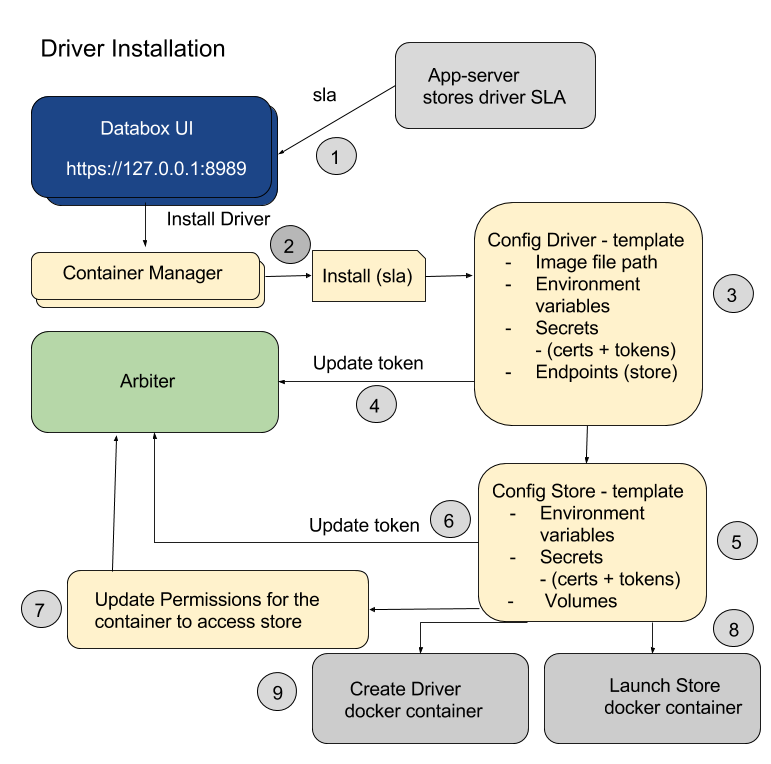 Driver Installation
App-server
stores driver SLA
sla
Databox UI
https://127.0.0.1:8989
1
Install Driver
2
Container Manager
Install (sla)
Config Driver - template
- Image file path
- Environment
variables
- Secrets
- (certs + tokens)
- Endpoints (store)
3
Arbiter
Update token
4
Config Store - template
- Environment
variables
- Secrets
- (certs + tokens)
- Volumes
5
Update token
6
Update Permissions for the
container to access store
7
8
9
Create Driver
docker container
Launch Store
docker container